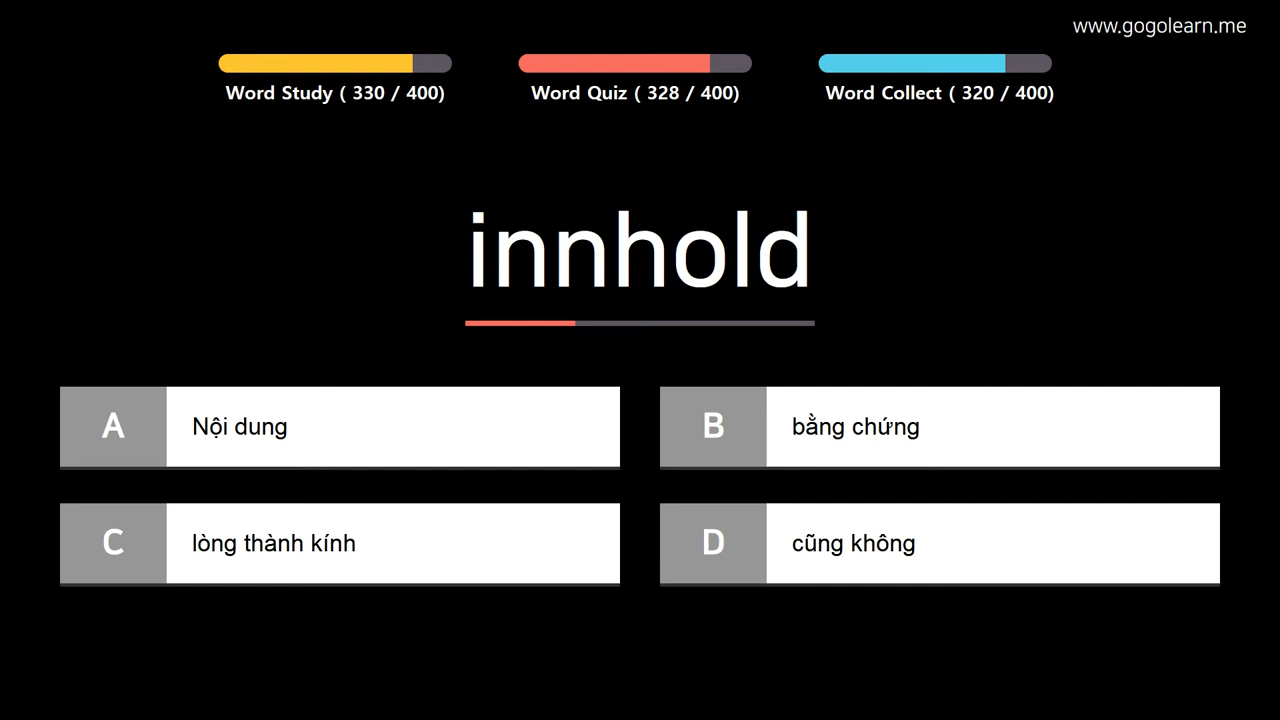 www.gogolearn.me
Word Study ( 330 / 400)
Word Quiz ( 328 / 400)
Word Collect ( 320 / 400)
innhold
A
Nội dung
B
bằng chứng
C
lòng thành kính
D
cũng không